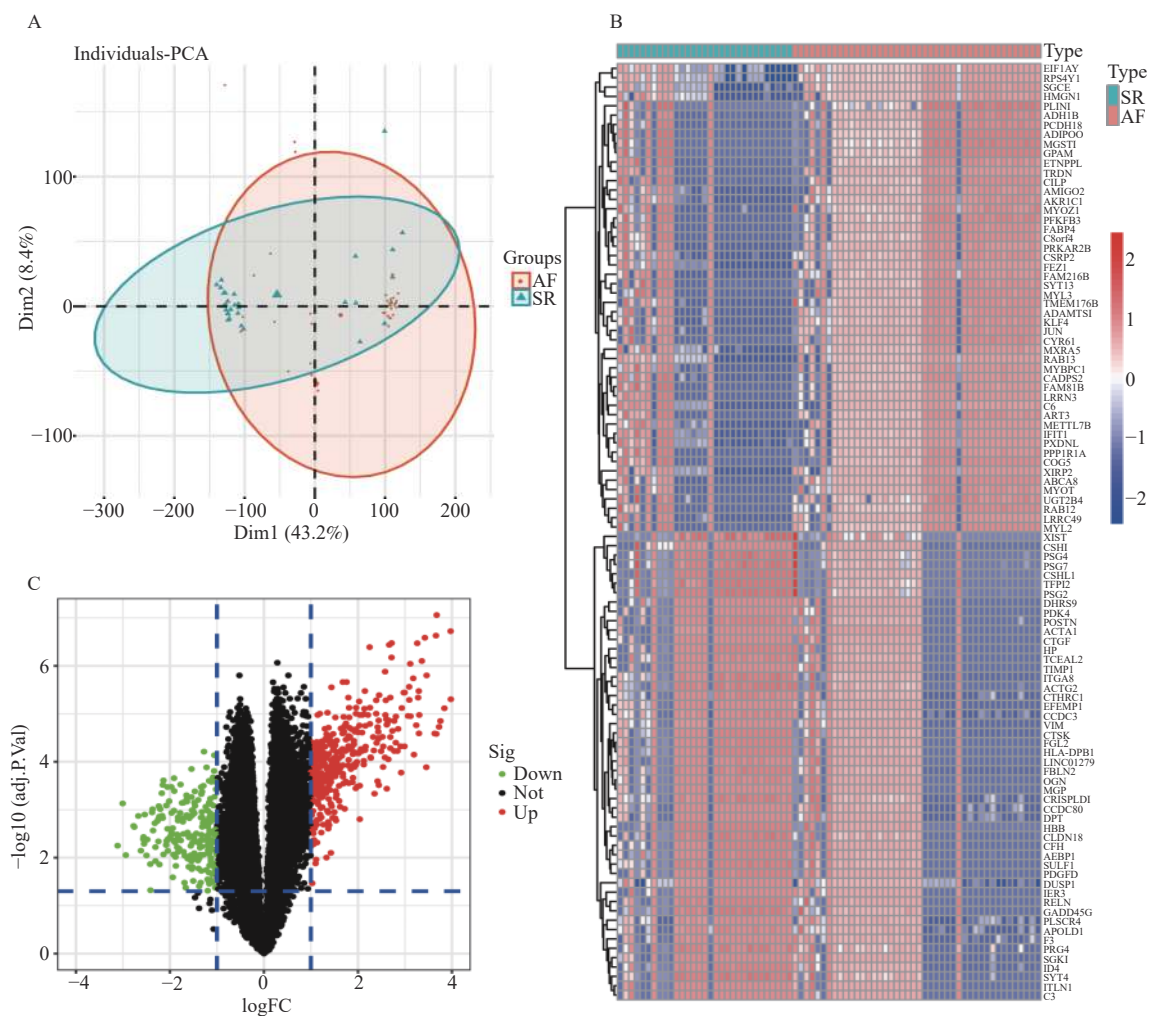 A
Individuals-PCA
100
0
−100
Dim2 (8.4%)
−300
−200
−100
0
100
200
Dim1 (43.2%)
Groups
AF
SR
B
Type
EIF1AY
RPS4Y1
SGCE
HMGN1
PLINI
ADH1B
PCDH18
ADIPOO
MGSTI
GPAM
ETNPPL
TRDN
CILP
AMIGO2
AKR1C1
MYOZ1
PFKFB3
FABP4
C8orf4
PRKAR2B
CSRP2
FEZ1
FAM216B
SYT13
MYL3
TMEM176B
ADAMTSI
KLF4
JUN
CYR61
MXRA5
RAB13
MYBPC1
CADPS2
FAM81B
LRRN3
C6
ART3
METTL7B
IFIT1
PXDNL
PPP1R1A
COG5
XIRP2
ABCA8
MYOT
UGT2B4
RAB12
LRRC49
MYL2
XIST
CSHI
PSG4
PSG7
CSHL1
TFPI2
PSG2
DHRS9
PDK4
POSTN
ACTA1
CTGF
HP
TCEAL2
TIMP1
ITGA8
ACTG2
CTHRC1
EFEMP1
CCDC3
VIM
CTSK
FGL2
HLA-DPB1
LINC01279
FBLN2
OGN
MGP
CRISPLDI
CCDC80
DPT
HBB
CLDN18
CFH
AEBP1
SULF1
PDGFD
DUSP1
IER3
RELN
GADD45G
PLSCR4
APOLD1
F3
PRG4
SGKI
ID4
SYT4
ITLN1
C3
Type
SR
AF
2
1
0
−1
−2
C
6
4
2
0
−log10 (adj.P.Val)
−4
−2
0
2
4
logFC
Sig
Down
Not
Up